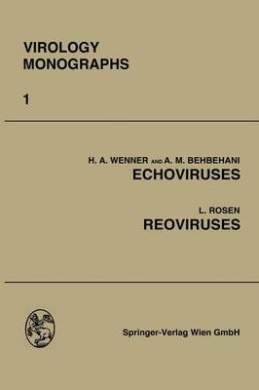 VIROLOGY
MONOGRAPHS
1
H. A. WENNER AND A. M. BEHBEHANI
ECHOVIRUSES
L. ROSEN
REOVIRUSES
Springer-Verlag Wien GmbH